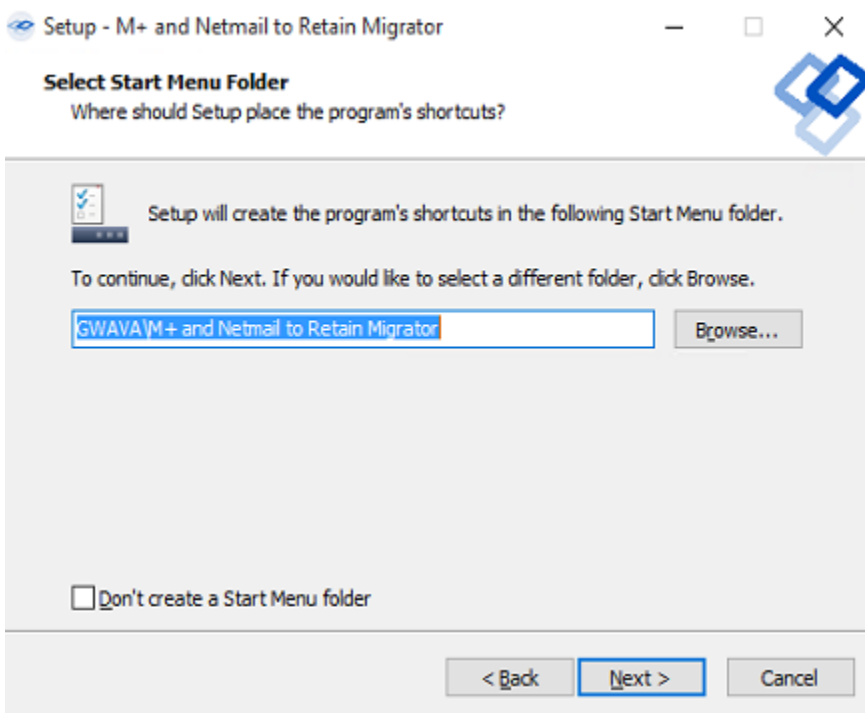 Setup - M+ and Netmail to Retain Migrator
Select Start Menu Folder
Where should Setup place the program's shortcuts?
Setup will create the program's shortcuts in the following Start Menu folder.
To continue, click Next. If you would like to select a different folder, click Browse.
GWAVA\M+ and Netmail to Retain Migrator
Browse...
Don't create a Start Menu folder
< Back
Next >
Cancel